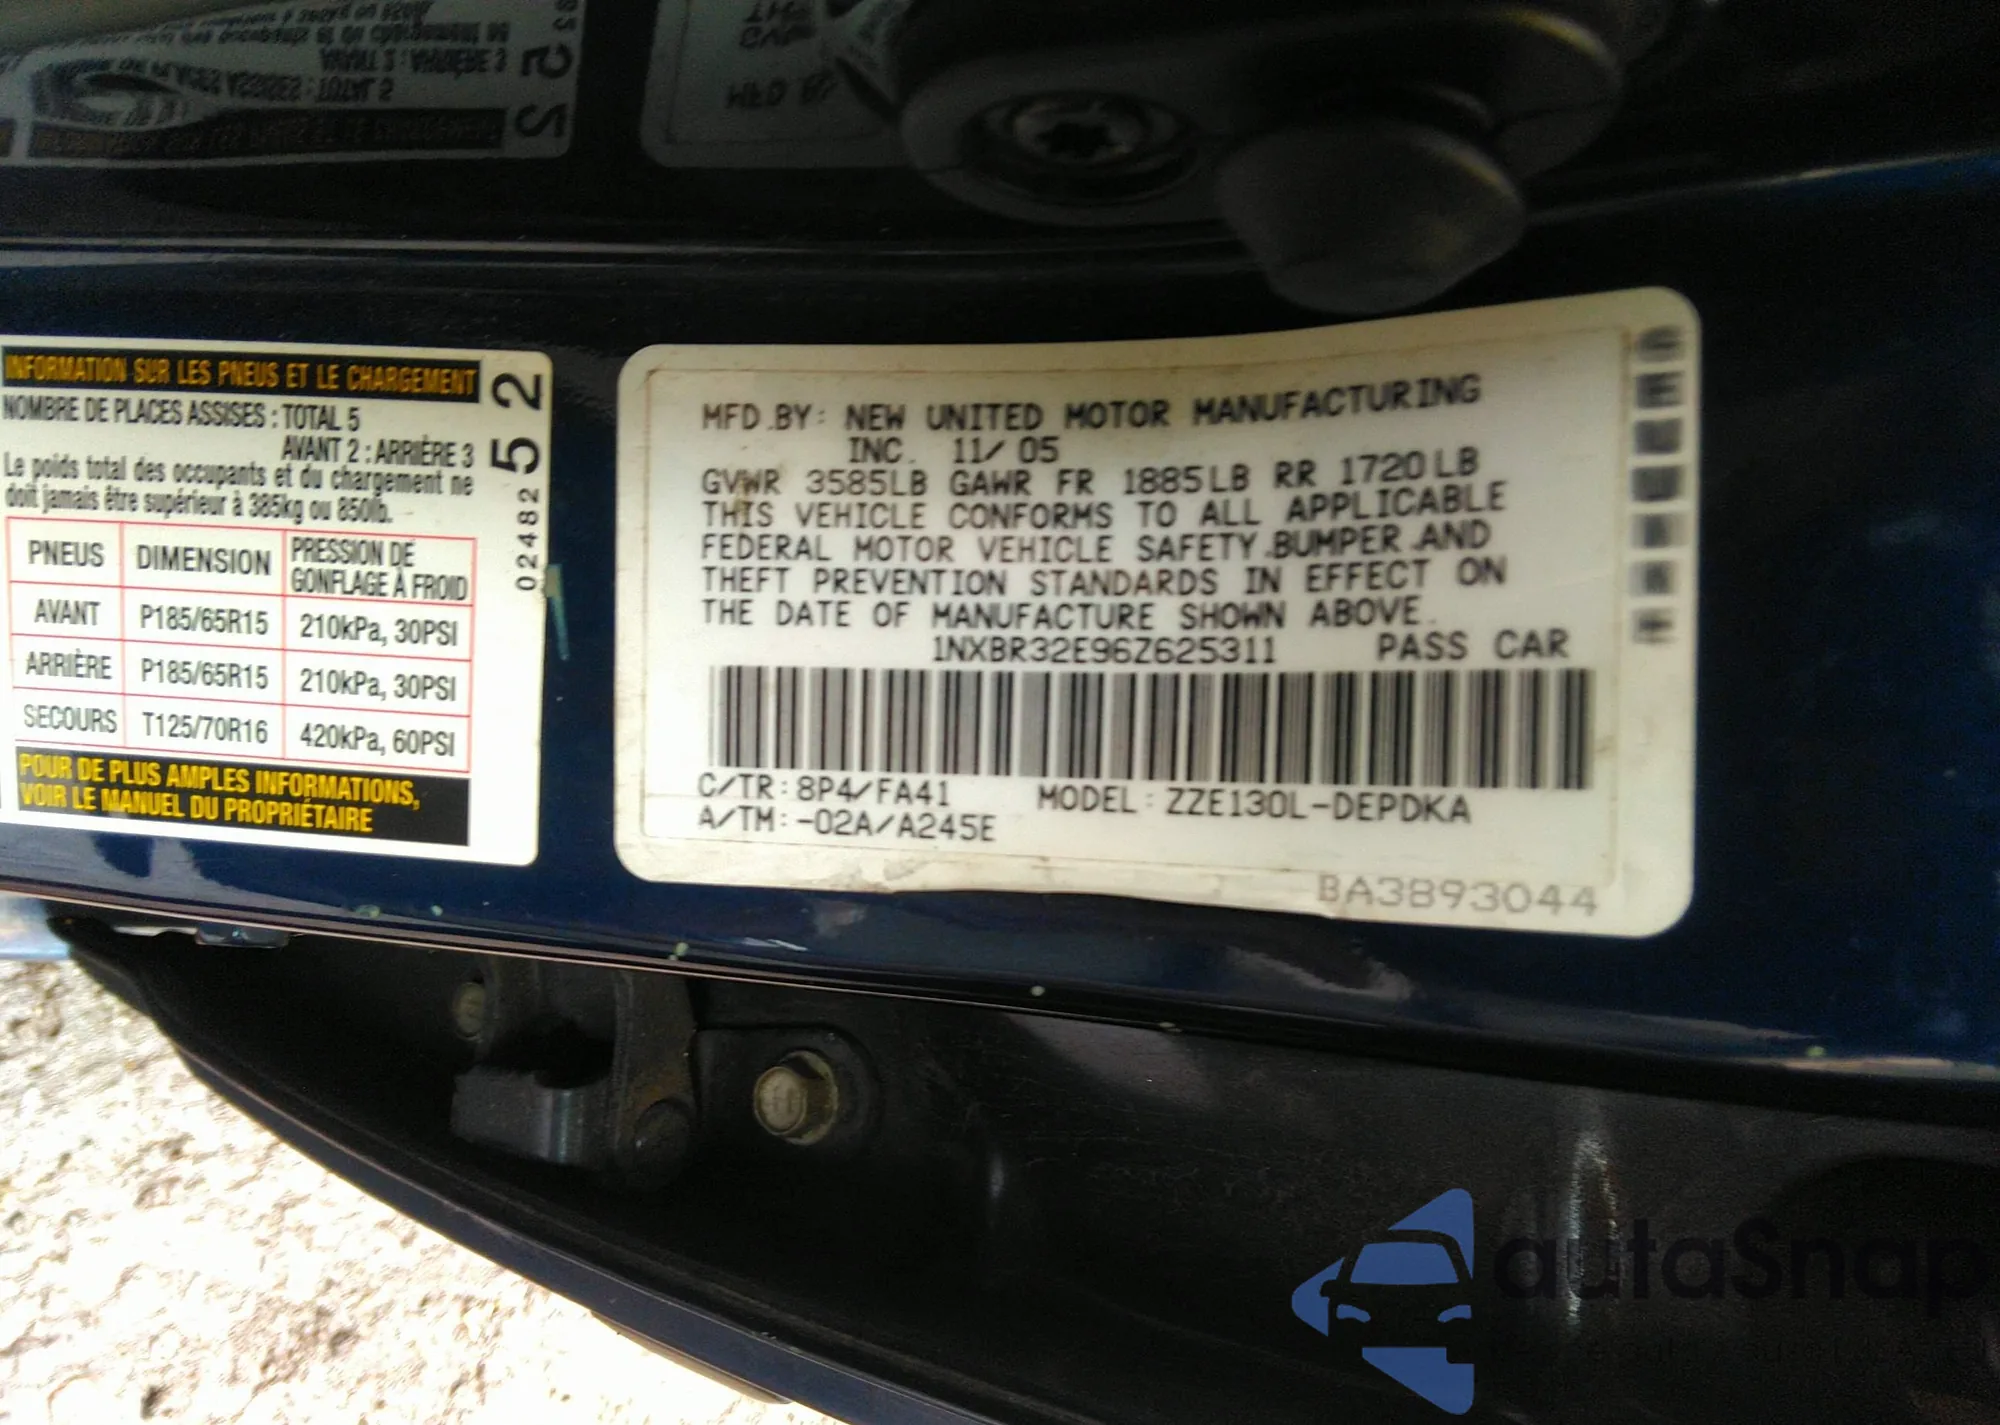 INFORMATION SUR LES PNEUS ET LE CHARGEMENT
NOMBRE DE PLACES ASSISES : TOTAL 5
AVANT 2 : ARRIÈRE 3
Le poids total des occupants et du chargement ne
doit jamais être supérieur à 385kg ou 850lb.
PNEUS DIMENSION PRESSION DE GONFLAGE À FROID
AVANT P185/65R15 210kPa, 30PSI
ARRIÈRE P185/65R15 210kPa, 30PSI
SECOURS T125/70R16 420kPa, 60PSI
POUR DE PLUS AMPLES INFORMATIONS,
VOIR LE MANUEL DU PROPRIÉTAIRE
02482 52
MFD.BY: NEW UNITED MOTOR MANUFACTURING
INC. 11/05
GVWR 3585LB GAWR FR 1885LB RR 1720LB
THIS VEHICLE CONFORMS TO ALL APPLICABLE
FEDERAL MOTOR VEHICLE SAFETY.BUMPER.AND
THEFT PREVENTION STANDARDS IN EFFECT ON
THE DATE OF MANUFACTURE SHOWN ABOVE.
1NXBR32E96Z625311 PASS CAR
C/TR:8P4/FA41 MODEL:ZZE130L-DEPDKA
A/TM:-02A/A245E
BA3893044
autaSnap